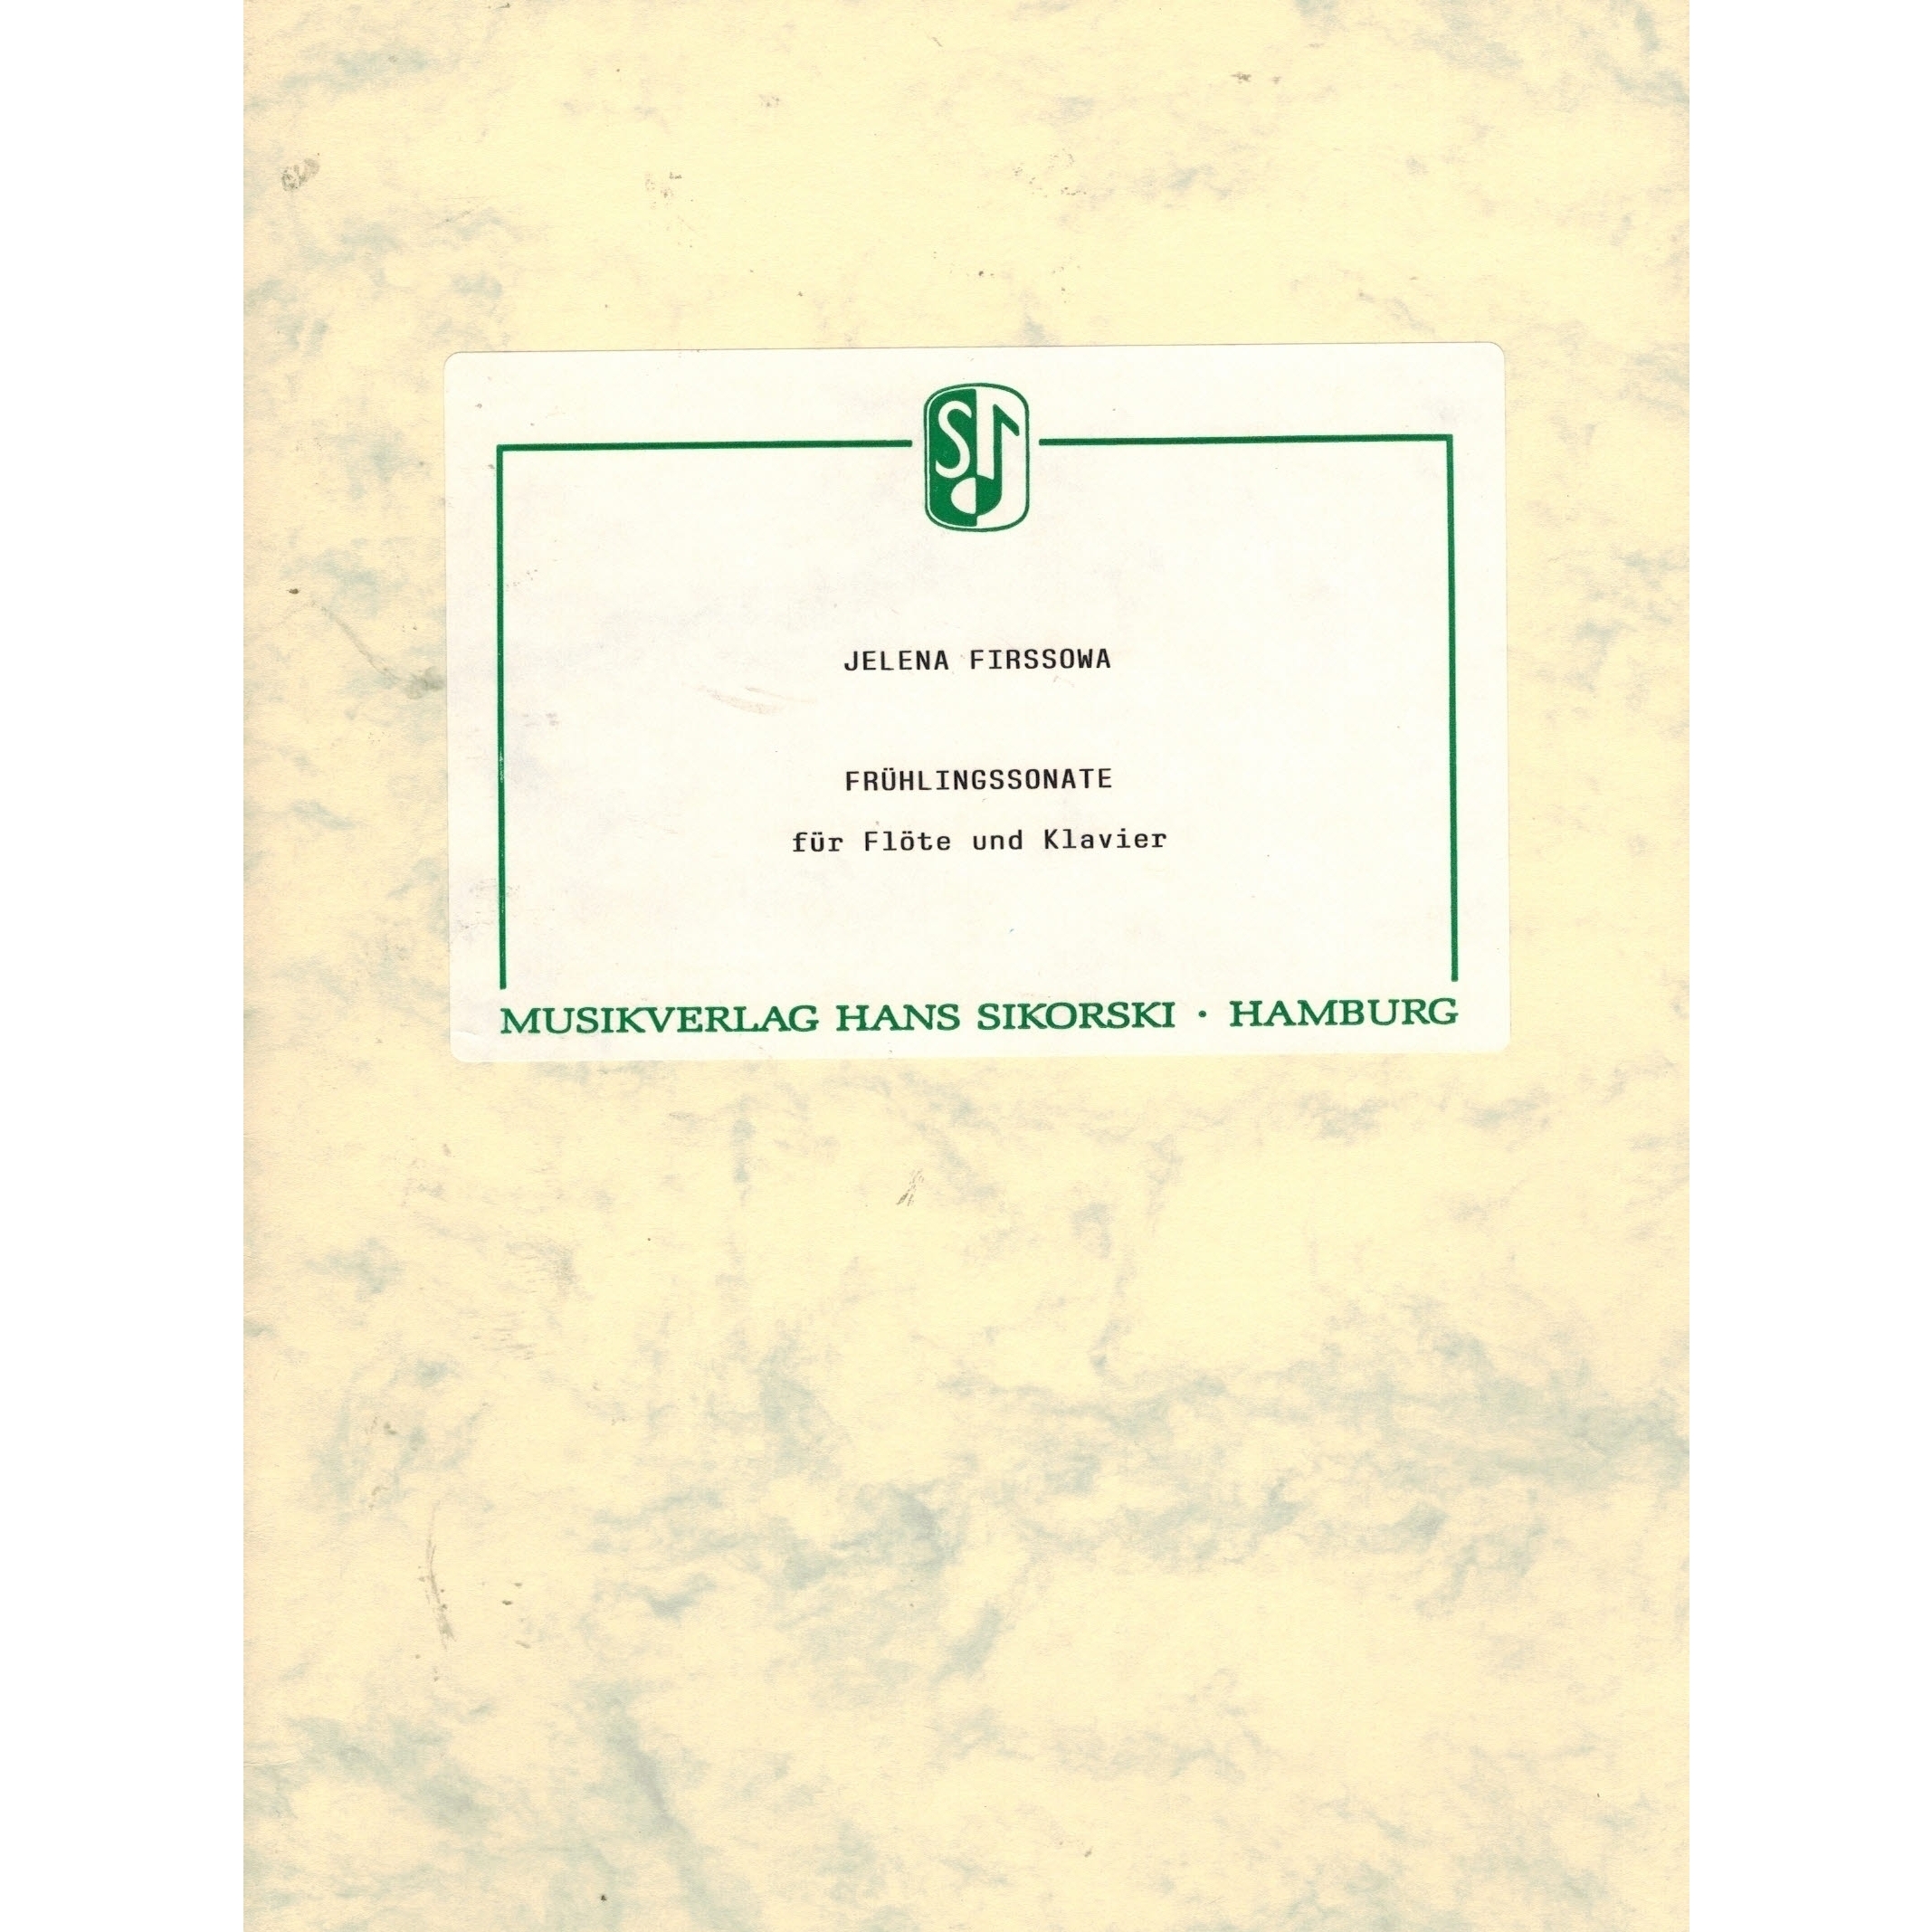 JELENA FIRSSOWA
FRÜHLINGSSONATE
für Flöte und Klavier
MUSIKVERLAG HANS SIKORSKI · HAMBURG